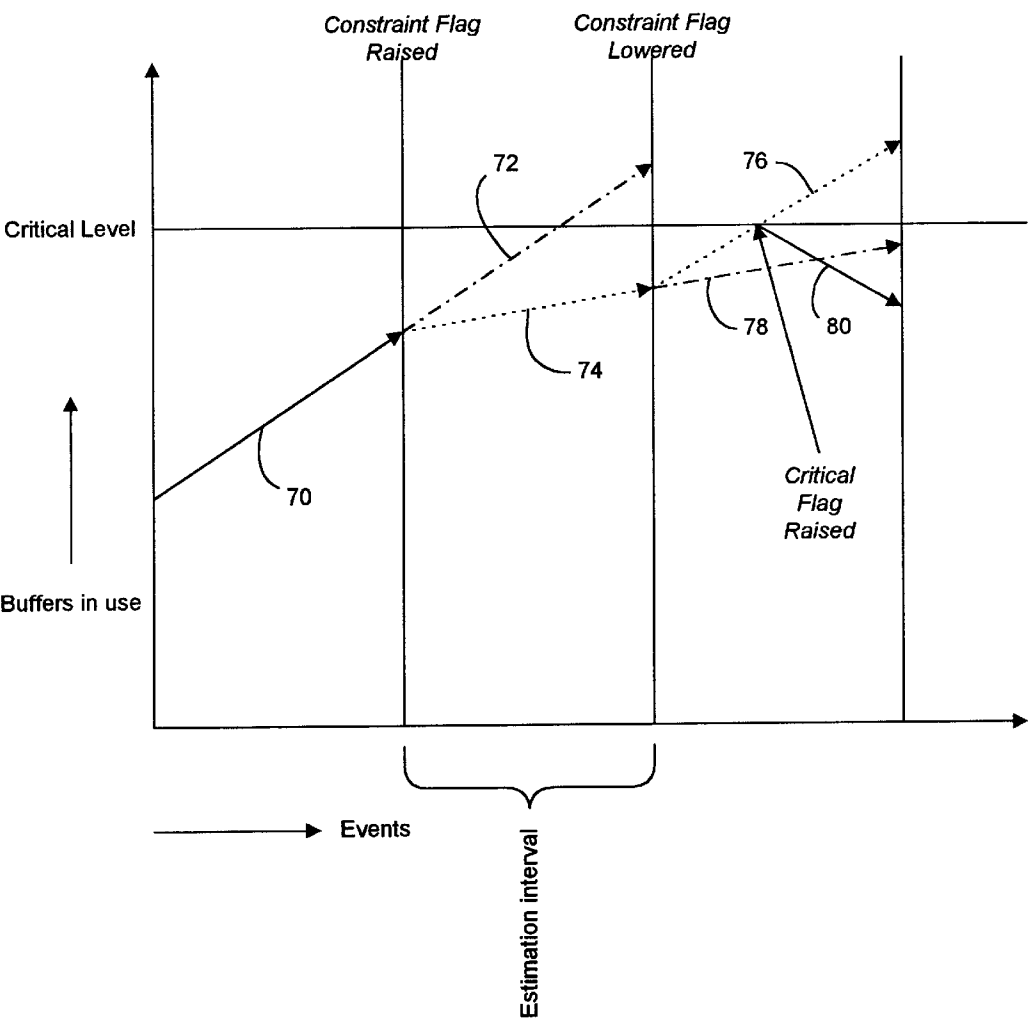 Constraint Flag
Raised
Constraint Flag
Lowered
72
76
Critical Level
78
80
74
70
Critical
Flag
Raised
Buffers in use
Events
Estimation interval